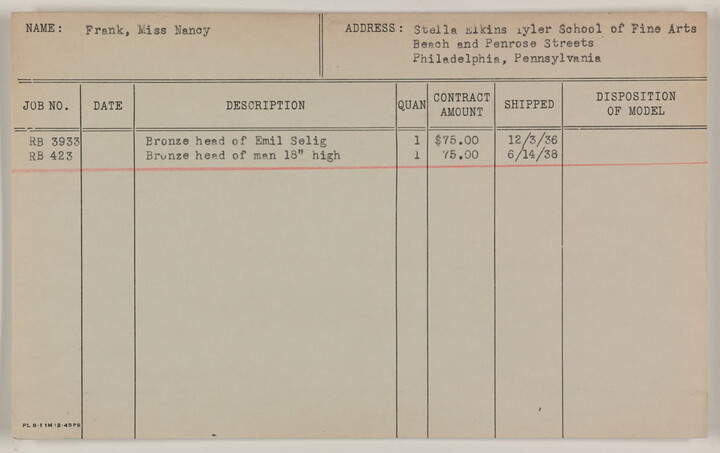 NAME: Frank, Miss Nancy
ADDRESS: Stella Elkins Tyler School of Fine Arts
Beach and Penrose Streets
Philadelphia, Pennsylvania
JOB NO. DATE DESCRIPTION QUAN CONTRACT AMOUNT SHIPPED DISPOSITION OF MODEL
RB 3933 Bronze head of Emil Selig 1 $75.00 12/3/36
RB 423 Bronze head of man 18" high 1 75.00 6/14/38